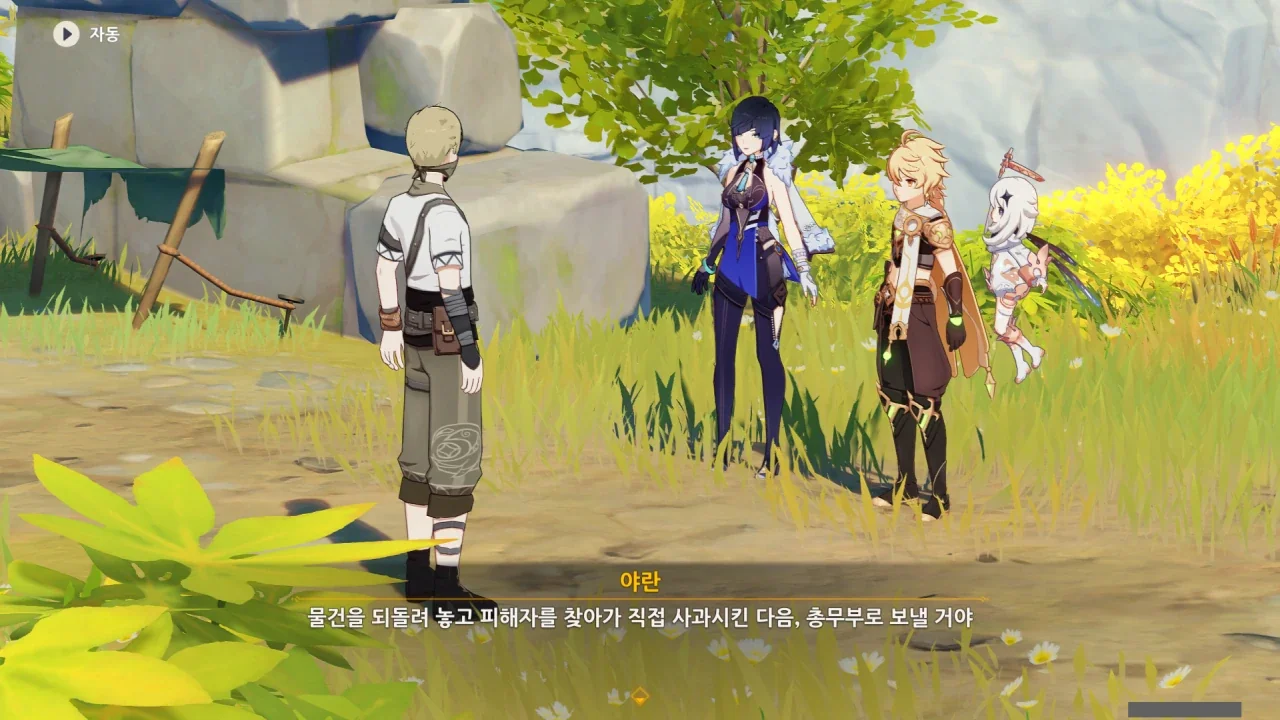 자동
야란
물건을 되돌려 놓고 피해자를 찾아가 직접 사과시킨 다음, 총무부로 보낼 거야